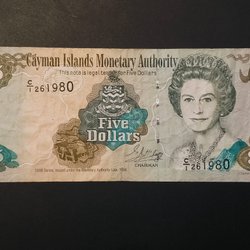 Cayman Islands Monetary Authority
This note is legal tender for Five Dollars
C/1 261980
Five
Dollars
CHAIRMAN
C/1 261980